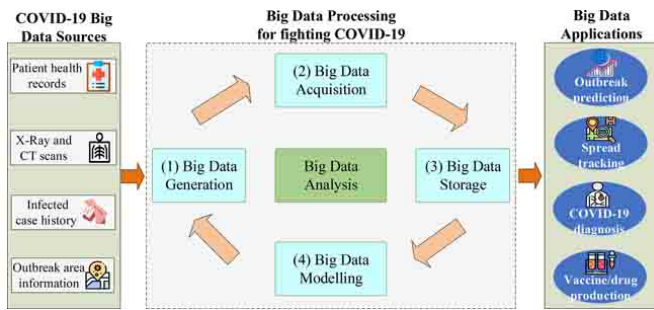 COVID-19 Big
Data Sources
Patient health
records
X-Ray and
CT scans
Infected
case history
Outbreak area
information
Big Data Processing
for fighting COVID-19
(1) Big Data
Generation
(2) Big Data
Acquisition
Big Data
Analysis
(3) Big Data
Storage
(4) Big Data
Modelling
Big Data
Applications
Outbreak
prediction
Spread
tracking
COVID-19
diagnosis
Vaccine/drug
production